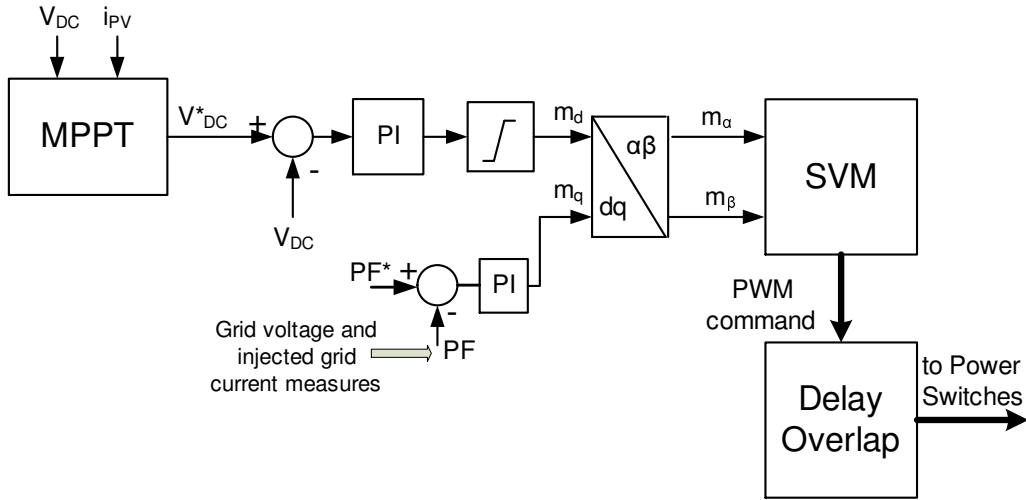 V_DC
i_PV
MPPT
V*_DC
+
-
V_DC
PI
m_d
m_q
αβ
dq
m_α
m_β
SVM
PF*
+
-
PI
PF
Grid voltage and
injected grid
current measures
PWM
command
Delay
Overlap
to Power
Switches